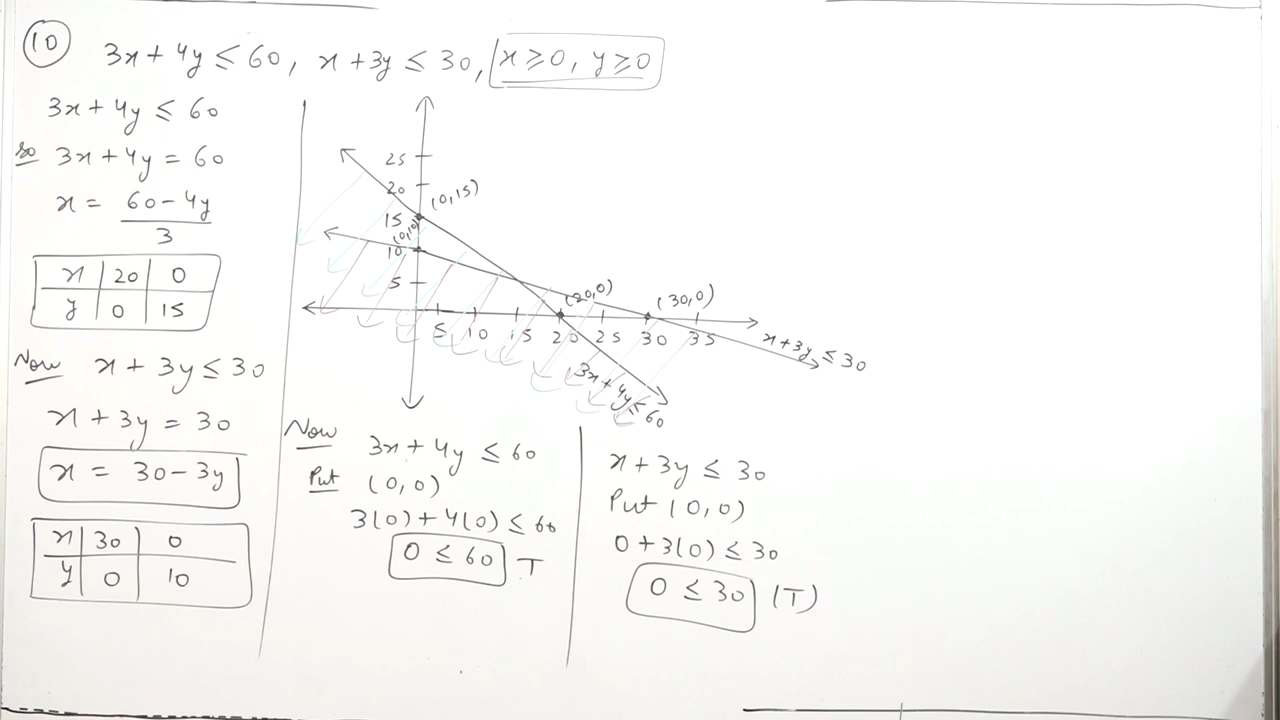 10
3x + 4y ≤ 60, x + 3y ≤ 30, x ≥ 0, y ≥ 0
3x + 4y ≤ 60
so 3x + 4y = 60
x = 60 - 4y
3
x 20 0
y 0 15
Now x + 3y ≤ 30
x + 3y = 30
x = 30 - 3y
x 30 0
y 0 10
25
20
(0,15)
15
(0,10)
10
5
(20,0) (30,0)
5 10 15 20 25 30 35
x + 3y ≤ 30
3x + 4y ≤ 60
Now 3x + 4y ≤ 60
Put (0,0)
3(0) + 4(0) ≤ 60
0 ≤ 60 T
x + 3y ≤ 30
Put (0,0)
0 + 3(0) ≤ 30
0 ≤ 30 (T)